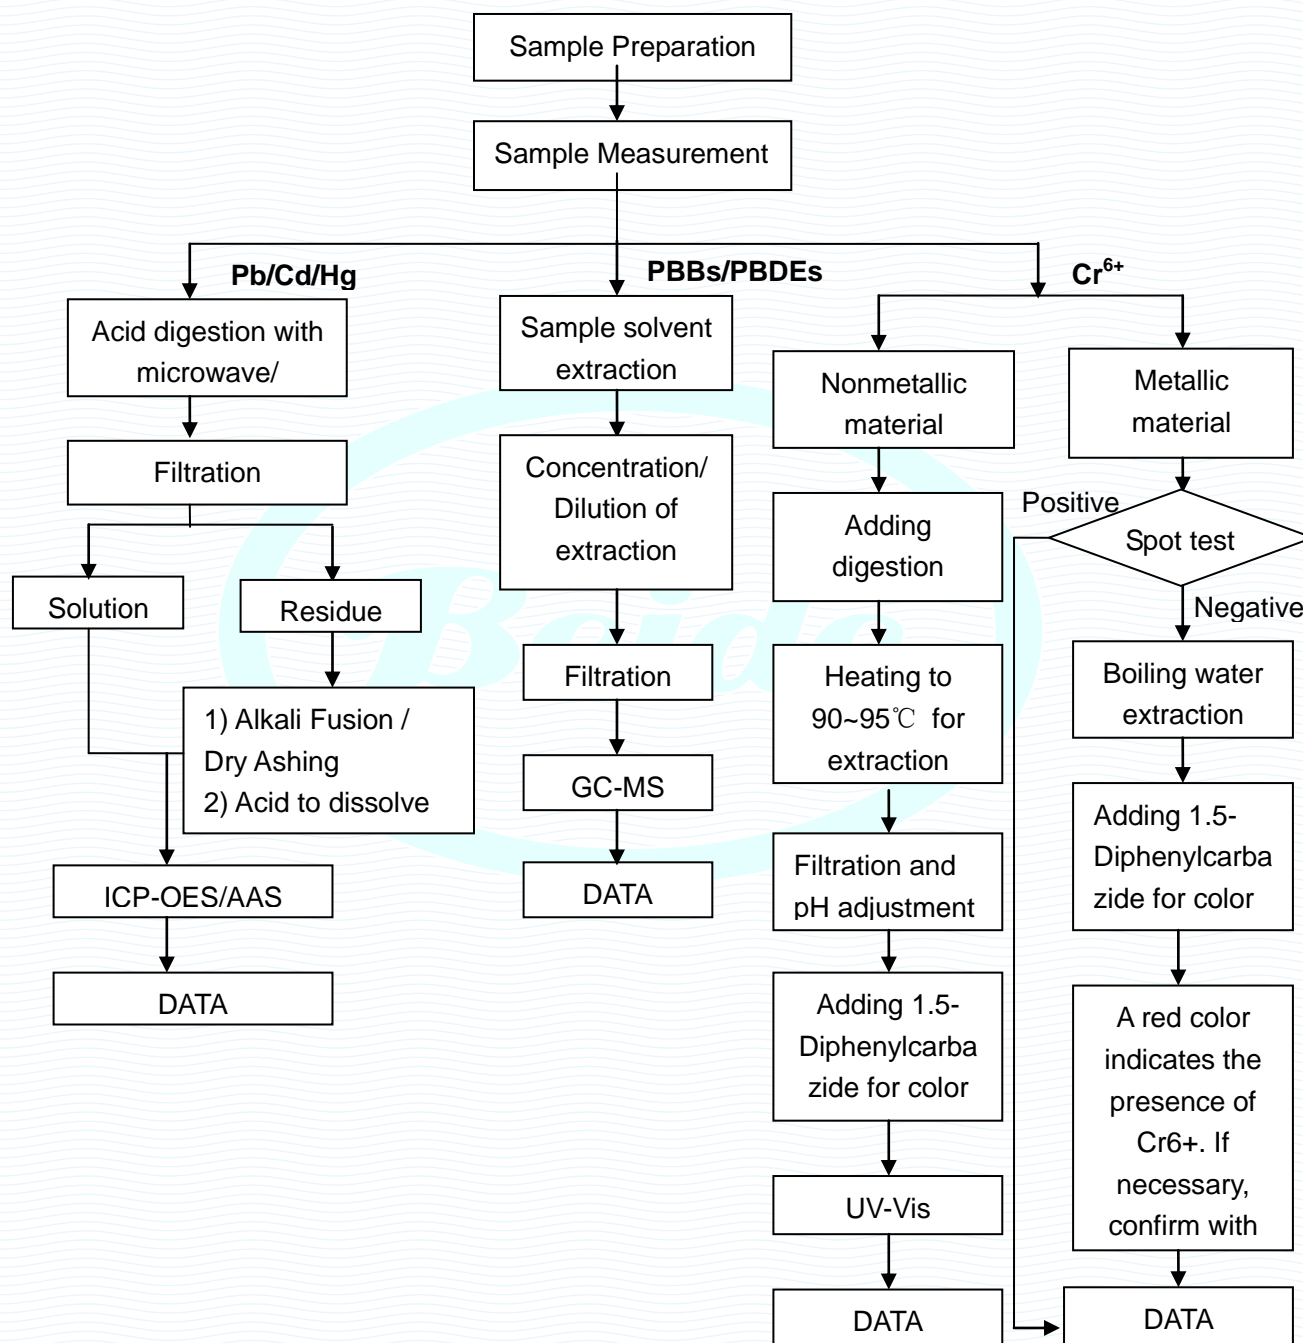 Sample Preparation
Sample Measurement
Pb/Cd/Hg
PBBs/PBDEs
Cr6+
Acid digestion with
microwave/
Filtration
Solution
Residue
1) Alkali Fusion /
Dry Ashing
2) Acid to dissolve
ICP-OES/AAS
DATA
Sample solvent
extraction
Concentration/
Dilution of
extraction
Filtration
GC-MS
DATA
Nonmetallic
material
Adding
digestion
Heating to
90~95℃ for
extraction
Filtration and
pH adjustment
Adding 1.5-
Diphenylcarba
zide for color
UV-Vis
DATA
Metallic
material
Positive
Spot test
Negative
Boiling water
extraction
Adding 1.5-
Diphenylcarba
zide for color
A red color
indicates the
presence of
Cr6+. If
necessary,
confirm with
DATA